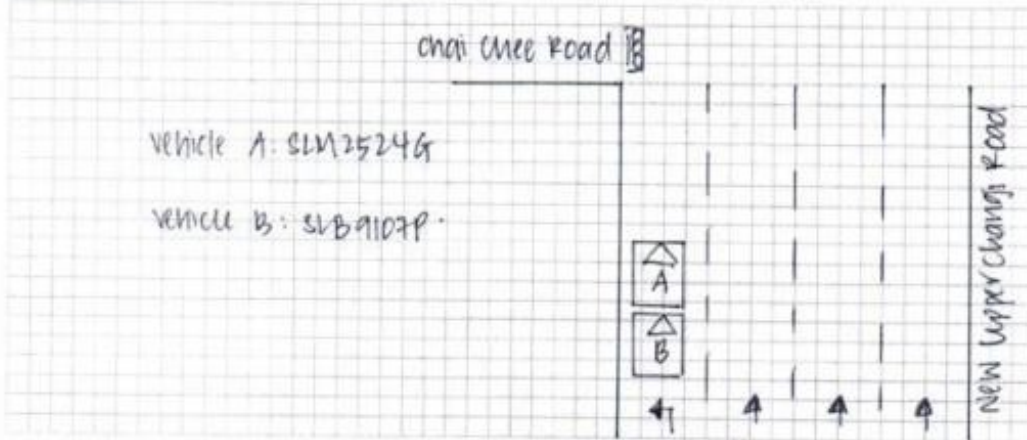 chai chee Road
vehicle A: SLM2524G
vehicle B: SLB9107P
A
B
New Upper Changi Road